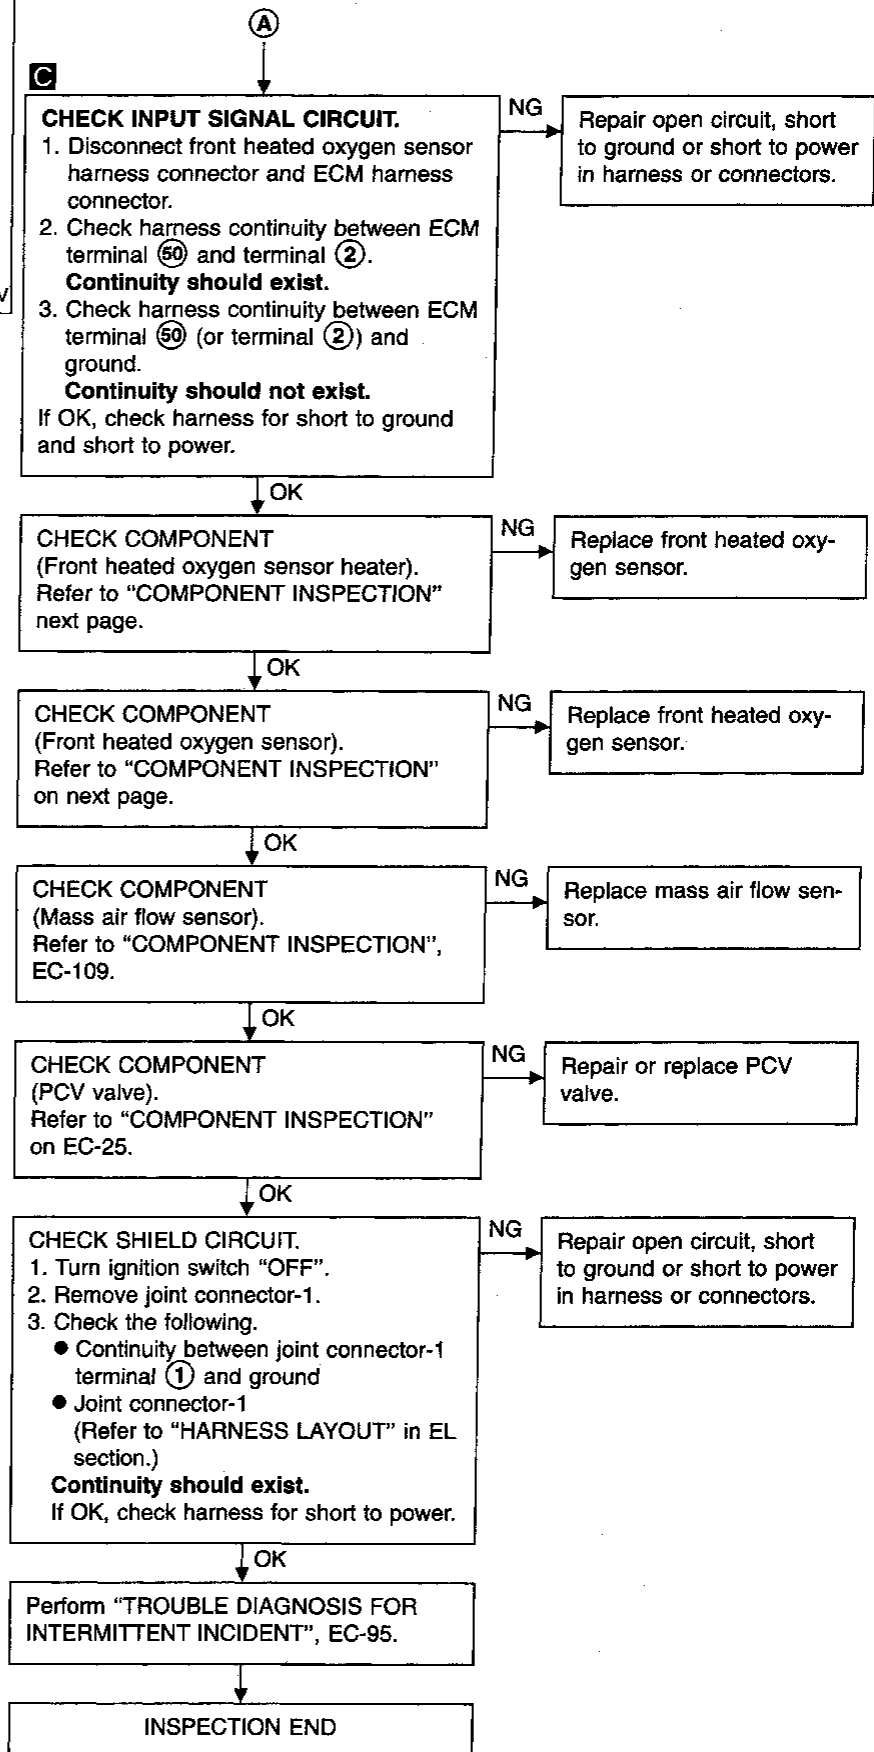 A
C
CHECK INPUT SIGNAL CIRCUIT.
1. Disconnect front heated oxygen sensor
harness connector and ECM harness
connector.
2. Check harness continuity between ECM
terminal 50 and terminal 2.
Continuity should exist.
3. Check harness continuity between ECM
terminal 50 (or terminal 2) and
ground.
Continuity should not exist.
If OK, check harness for short to ground
and short to power.
NG
Repair open circuit, short
to ground or short to power
in harness or connectors.
OK
CHECK COMPONENT
(Front heated oxygen sensor heater).
Refer to “COMPONENT INSPECTION”
next page.
NG
Replace front heated oxy-
gen sensor.
OK
CHECK COMPONENT
(Front heated oxygen sensor).
Refer to “COMPONENT INSPECTION”
on next page.
NG
Replace front heated oxy-
gen sensor.
OK
CHECK COMPONENT
(Mass air flow sensor).
Refer to “COMPONENT INSPECTION”,
EC-109.
NG
Replace mass air flow sen-
sor.
OK
CHECK COMPONENT
(PCV valve).
Refer to “COMPONENT INSPECTION”
on EC-25.
NG
Repair or replace PCV
valve.
OK
CHECK SHIELD CIRCUIT.
1. Turn ignition switch “OFF”.
2. Remove joint connector-1.
3. Check the following.
● Continuity between joint connector-1
terminal 1 and ground
● Joint connector-1
(Refer to “HARNESS LAYOUT” in EL
section.)
Continuity should exist.
If OK, check harness for short to power.
NG
Repair open circuit, short
to ground or short to power
in harness or connectors.
OK
Perform “TROUBLE DIAGNOSIS FOR
INTERMITTENT INCIDENT”, EC-95.
INSPECTION END